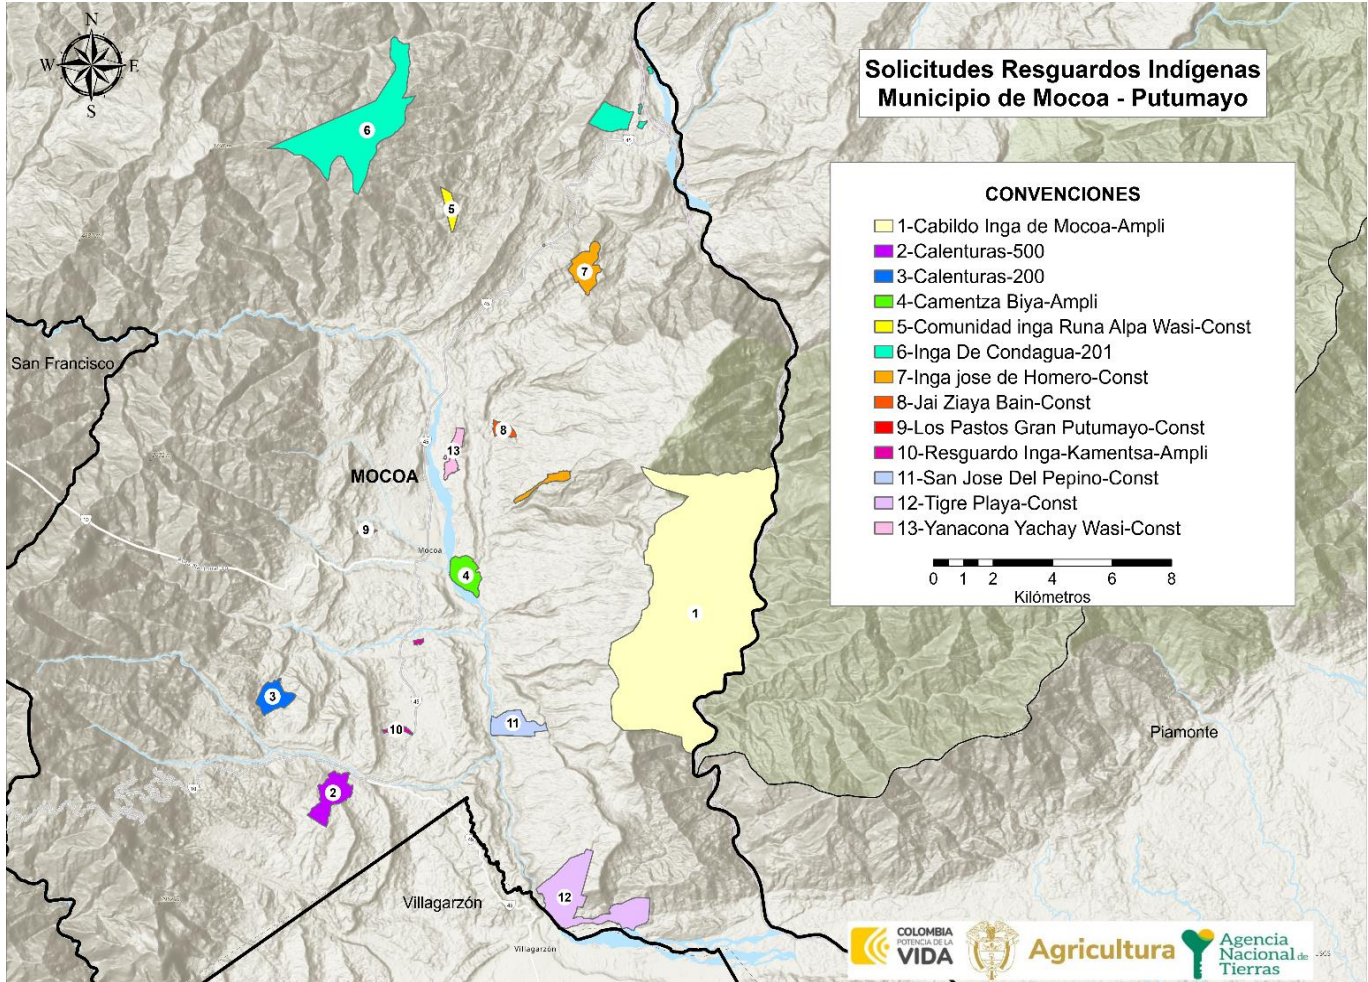 N
W E
S
Solicitudes Resguardos Indígenas
Municipio de Mocoa - Putumayo
CONVENCIONES
1-Cabildo Inga de Mocoa-Ampli
2-Calenturas-500
3-Calenturas-200
4-Camentza Biya-Ampli
5-Comunidad inga Runa Alpa Wasi-Const
6-Inga De Condagua-201
7-Inga jose de Homero-Const
8-Jai Ziaya Bain-Const
9-Los Pastos Gran Putumayo-Const
10-Resguardo Inga-Kamentsa-Ampli
11-San Jose Del Pepino-Const
12-Tigre Playa-Const
13-Yanacona Yachay Wasi-Const
0 1 2 4 6 8
Kilómetros
6
5
7
San Francisco
8
13
45
MOCOA
9
Mocoa
4
1
3
45
11
10
Piamonte
2
12
Villagarzón
45
Villagarzón
COLOMBIA
POTENCIA DE LA
VIDA
Agricultura
Agencia
Nacional de
Tierras